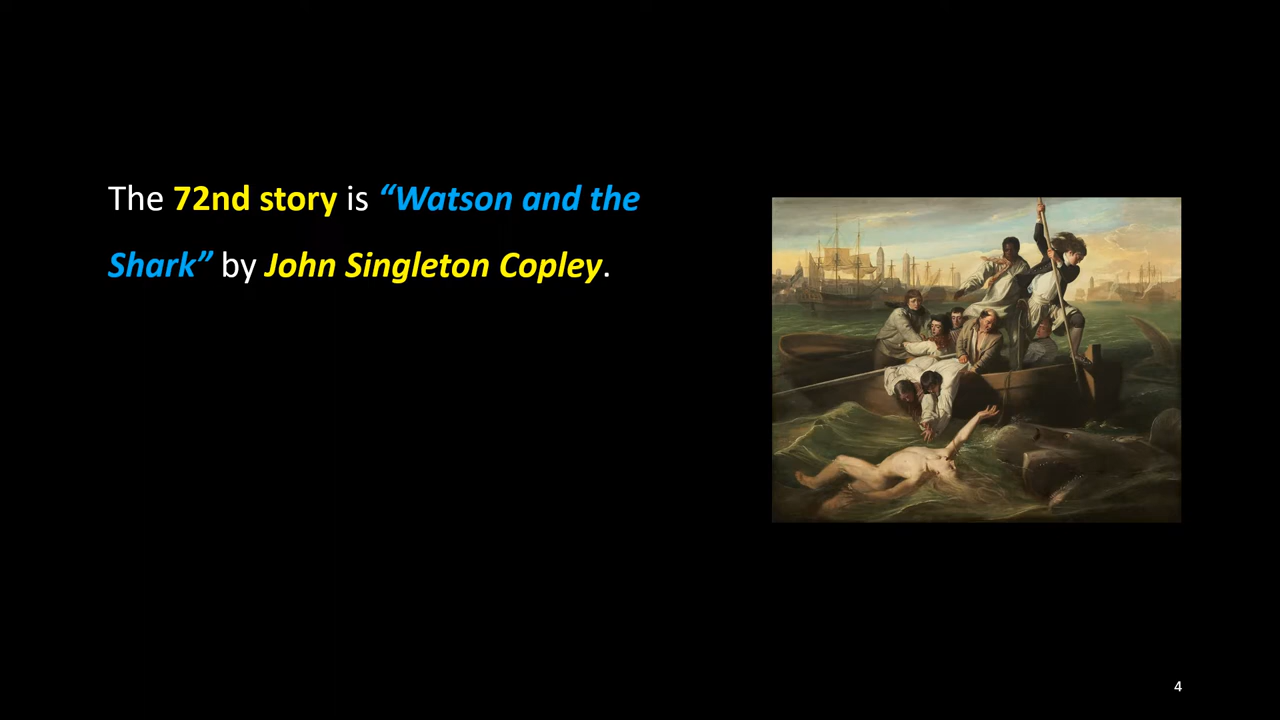 The 72nd story is “Watson and the
Shark” by John Singleton Copley.
4